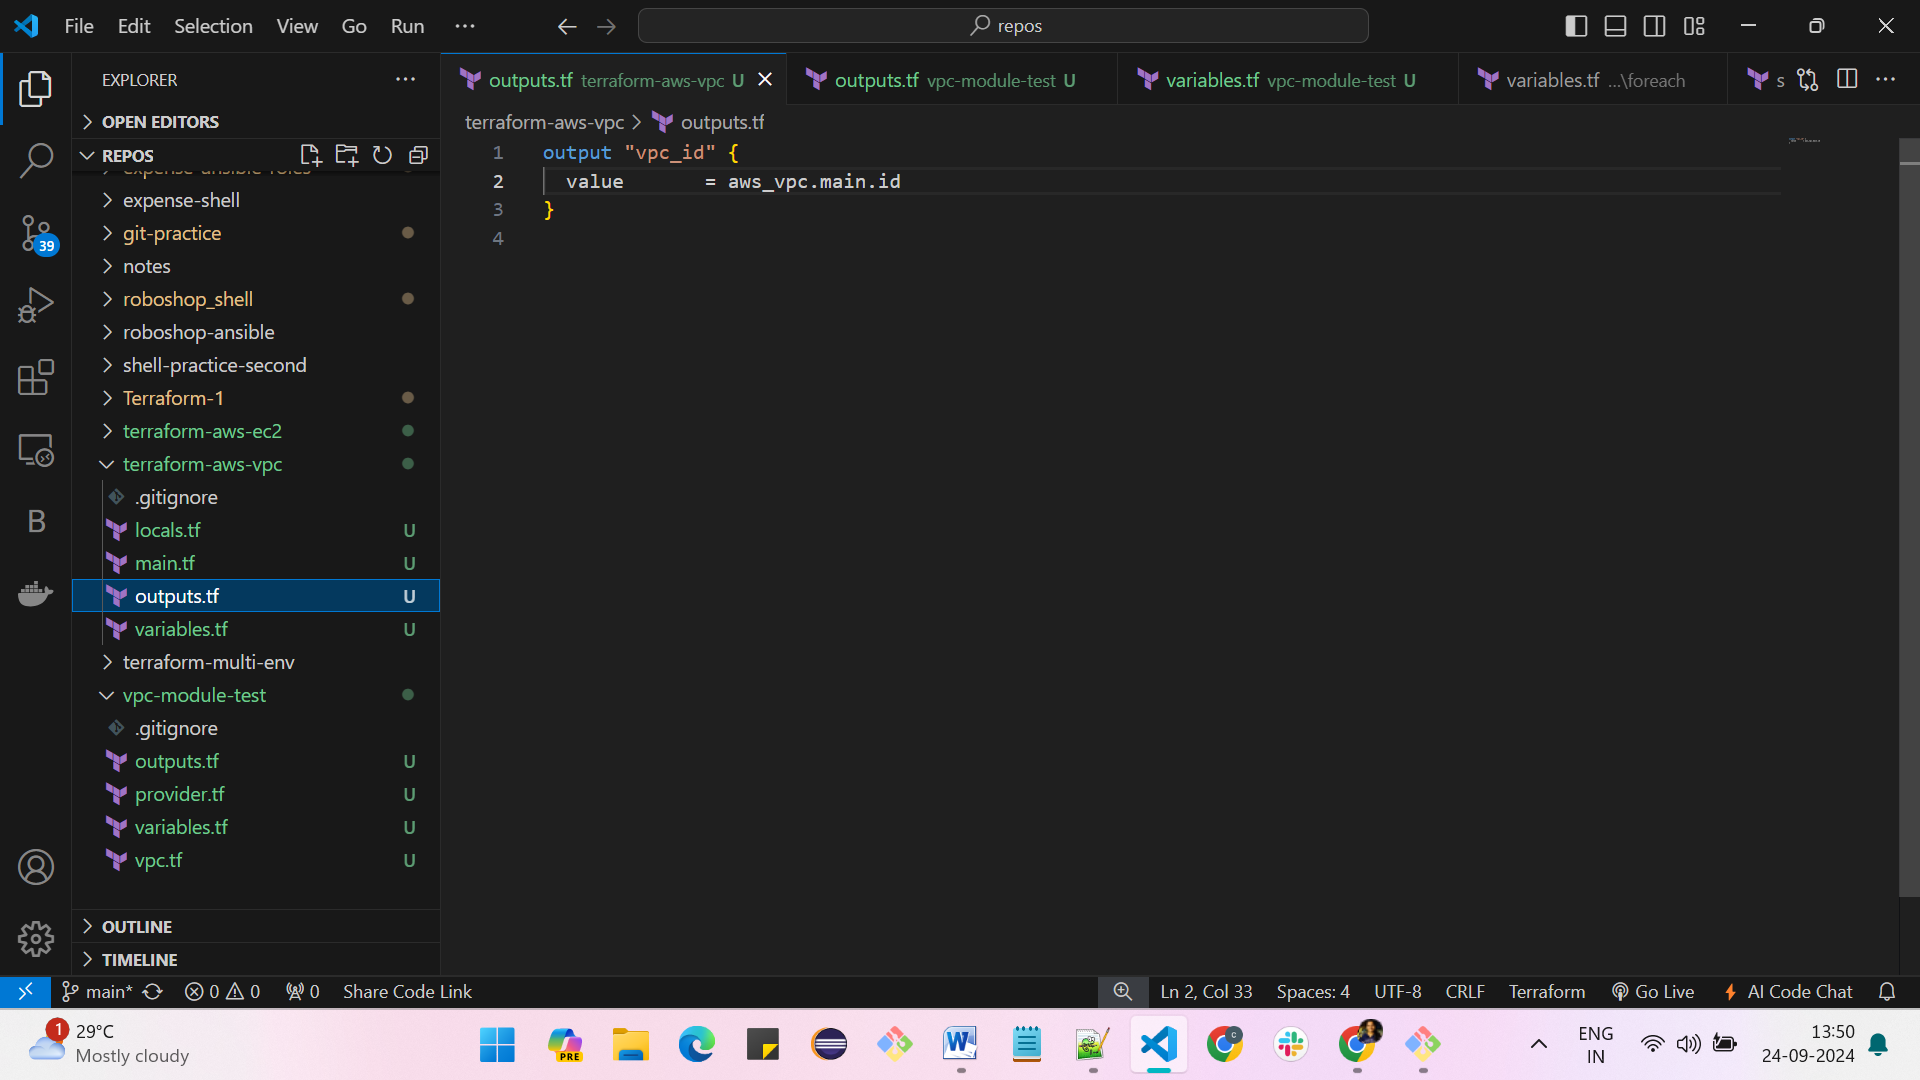 File Edit Selection View Go Run ··· repos
EXPLORER ···
OPEN EDITORS
REPOS
expense-ansible-roles
expense-shell
git-practice
notes
roboshop_shell
roboshop-ansible
shell-practice-second
Terraform-1
terraform-aws-ec2
terraform-aws-vpc
.gitignore
locals.tf U
main.tf U
outputs.tf U
variables.tf U
terraform-multi-env
vpc-module-test
.gitignore
outputs.tf U
provider.tf U
variables.tf U
vpc.tf U
OUTLINE
TIMELINE
39
B
outputs.tf terraform-aws-vpc U outputs.tf vpc-module-test U variables.tf vpc-module-test U variables.tf ...\foreach s ···
terraform-aws-vpc > outputs.tf
1 output "vpc_id" {
2 value = aws_vpc.main.id
3 }
4
main* 0 0 0 Share Code Link Ln 2, Col 33 Spaces: 4 UTF-8 CRLF Terraform Go Live AI Code Chat
1 29°C
Mostly cloudy
PRE
W
C
ENG
IN
13:50
24-09-2024